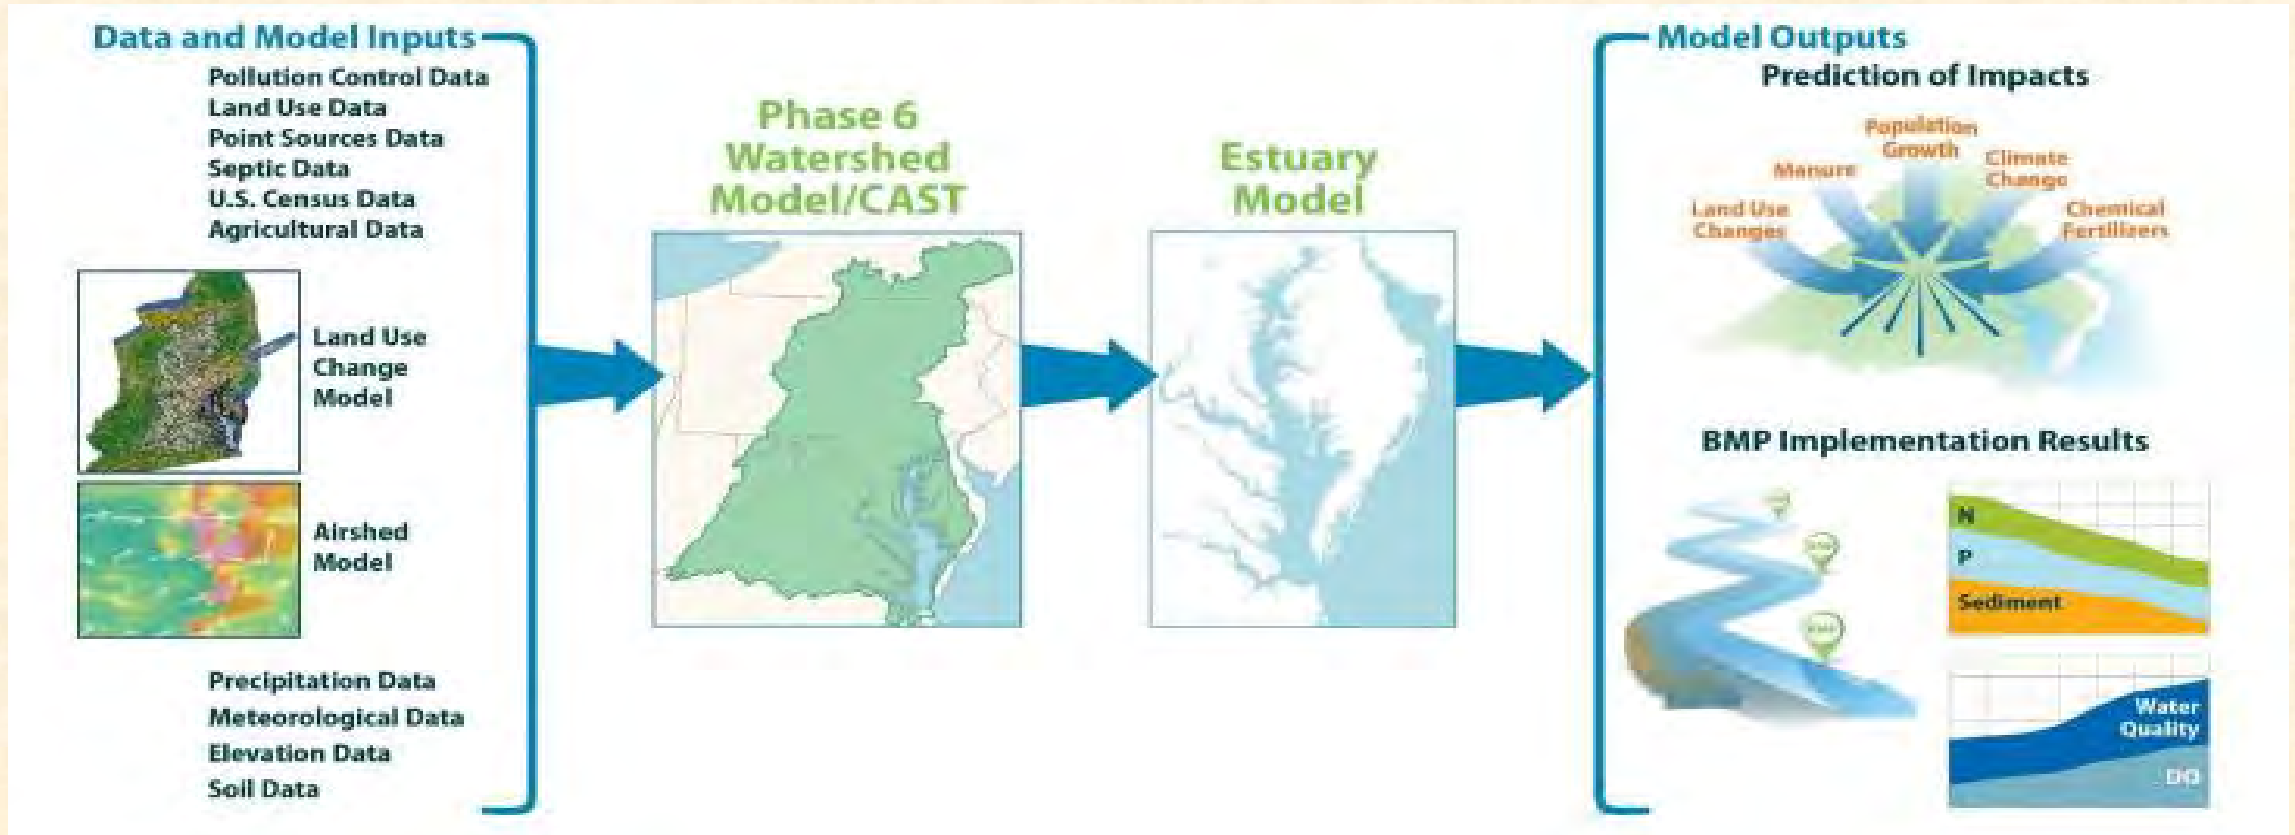 Data and Model Inputs
Pollution Control Data
Land Use Data
Point Sources Data
Septic Data
U.S. Census Data
Agricultural Data
Land Use
Change
Model
Airshed
Model
Precipitation Data
Meteorological Data
Elevation Data
Soil Data
Phase 6
Watershed
Model/CAST
Estuary
Model
Model Outputs
Prediction of Impacts
Land Use
Changes
Manure
Population
Growth
Climate
Change
Chemical
Fertilizers
BMP Implementation Results
N
P
Sediment
Water
Quality
DO